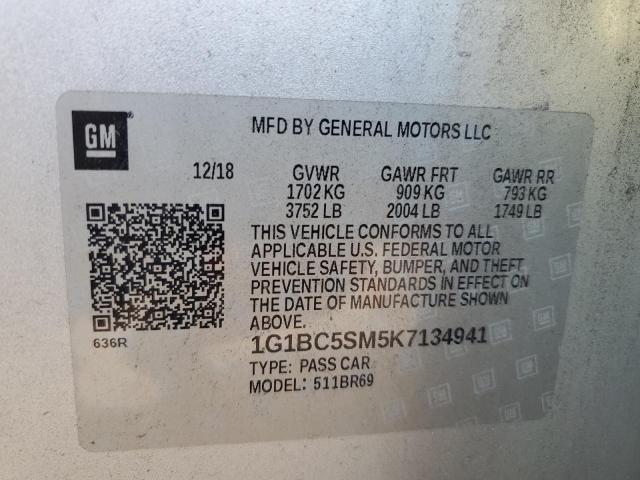 GM
MFD BY GENERAL MOTORS LLC
12/18 GVWR GAWR FRT GAWR RR
1702 KG 909 KG 793 KG
3752 LB 2004 LB 1749 LB
THIS VEHICLE CONFORMS TO ALL
APPLICABLE U.S. FEDERAL MOTOR
VEHICLE SAFETY, BUMPER, AND THEFT
PREVENTION STANDARDS IN EFFECT ON
THE DATE OF MANUFACTURE SHOWN
ABOVE.
636R
1G1BC5SM5K7134941
TYPE: PASS CAR
MODEL: 511BR69